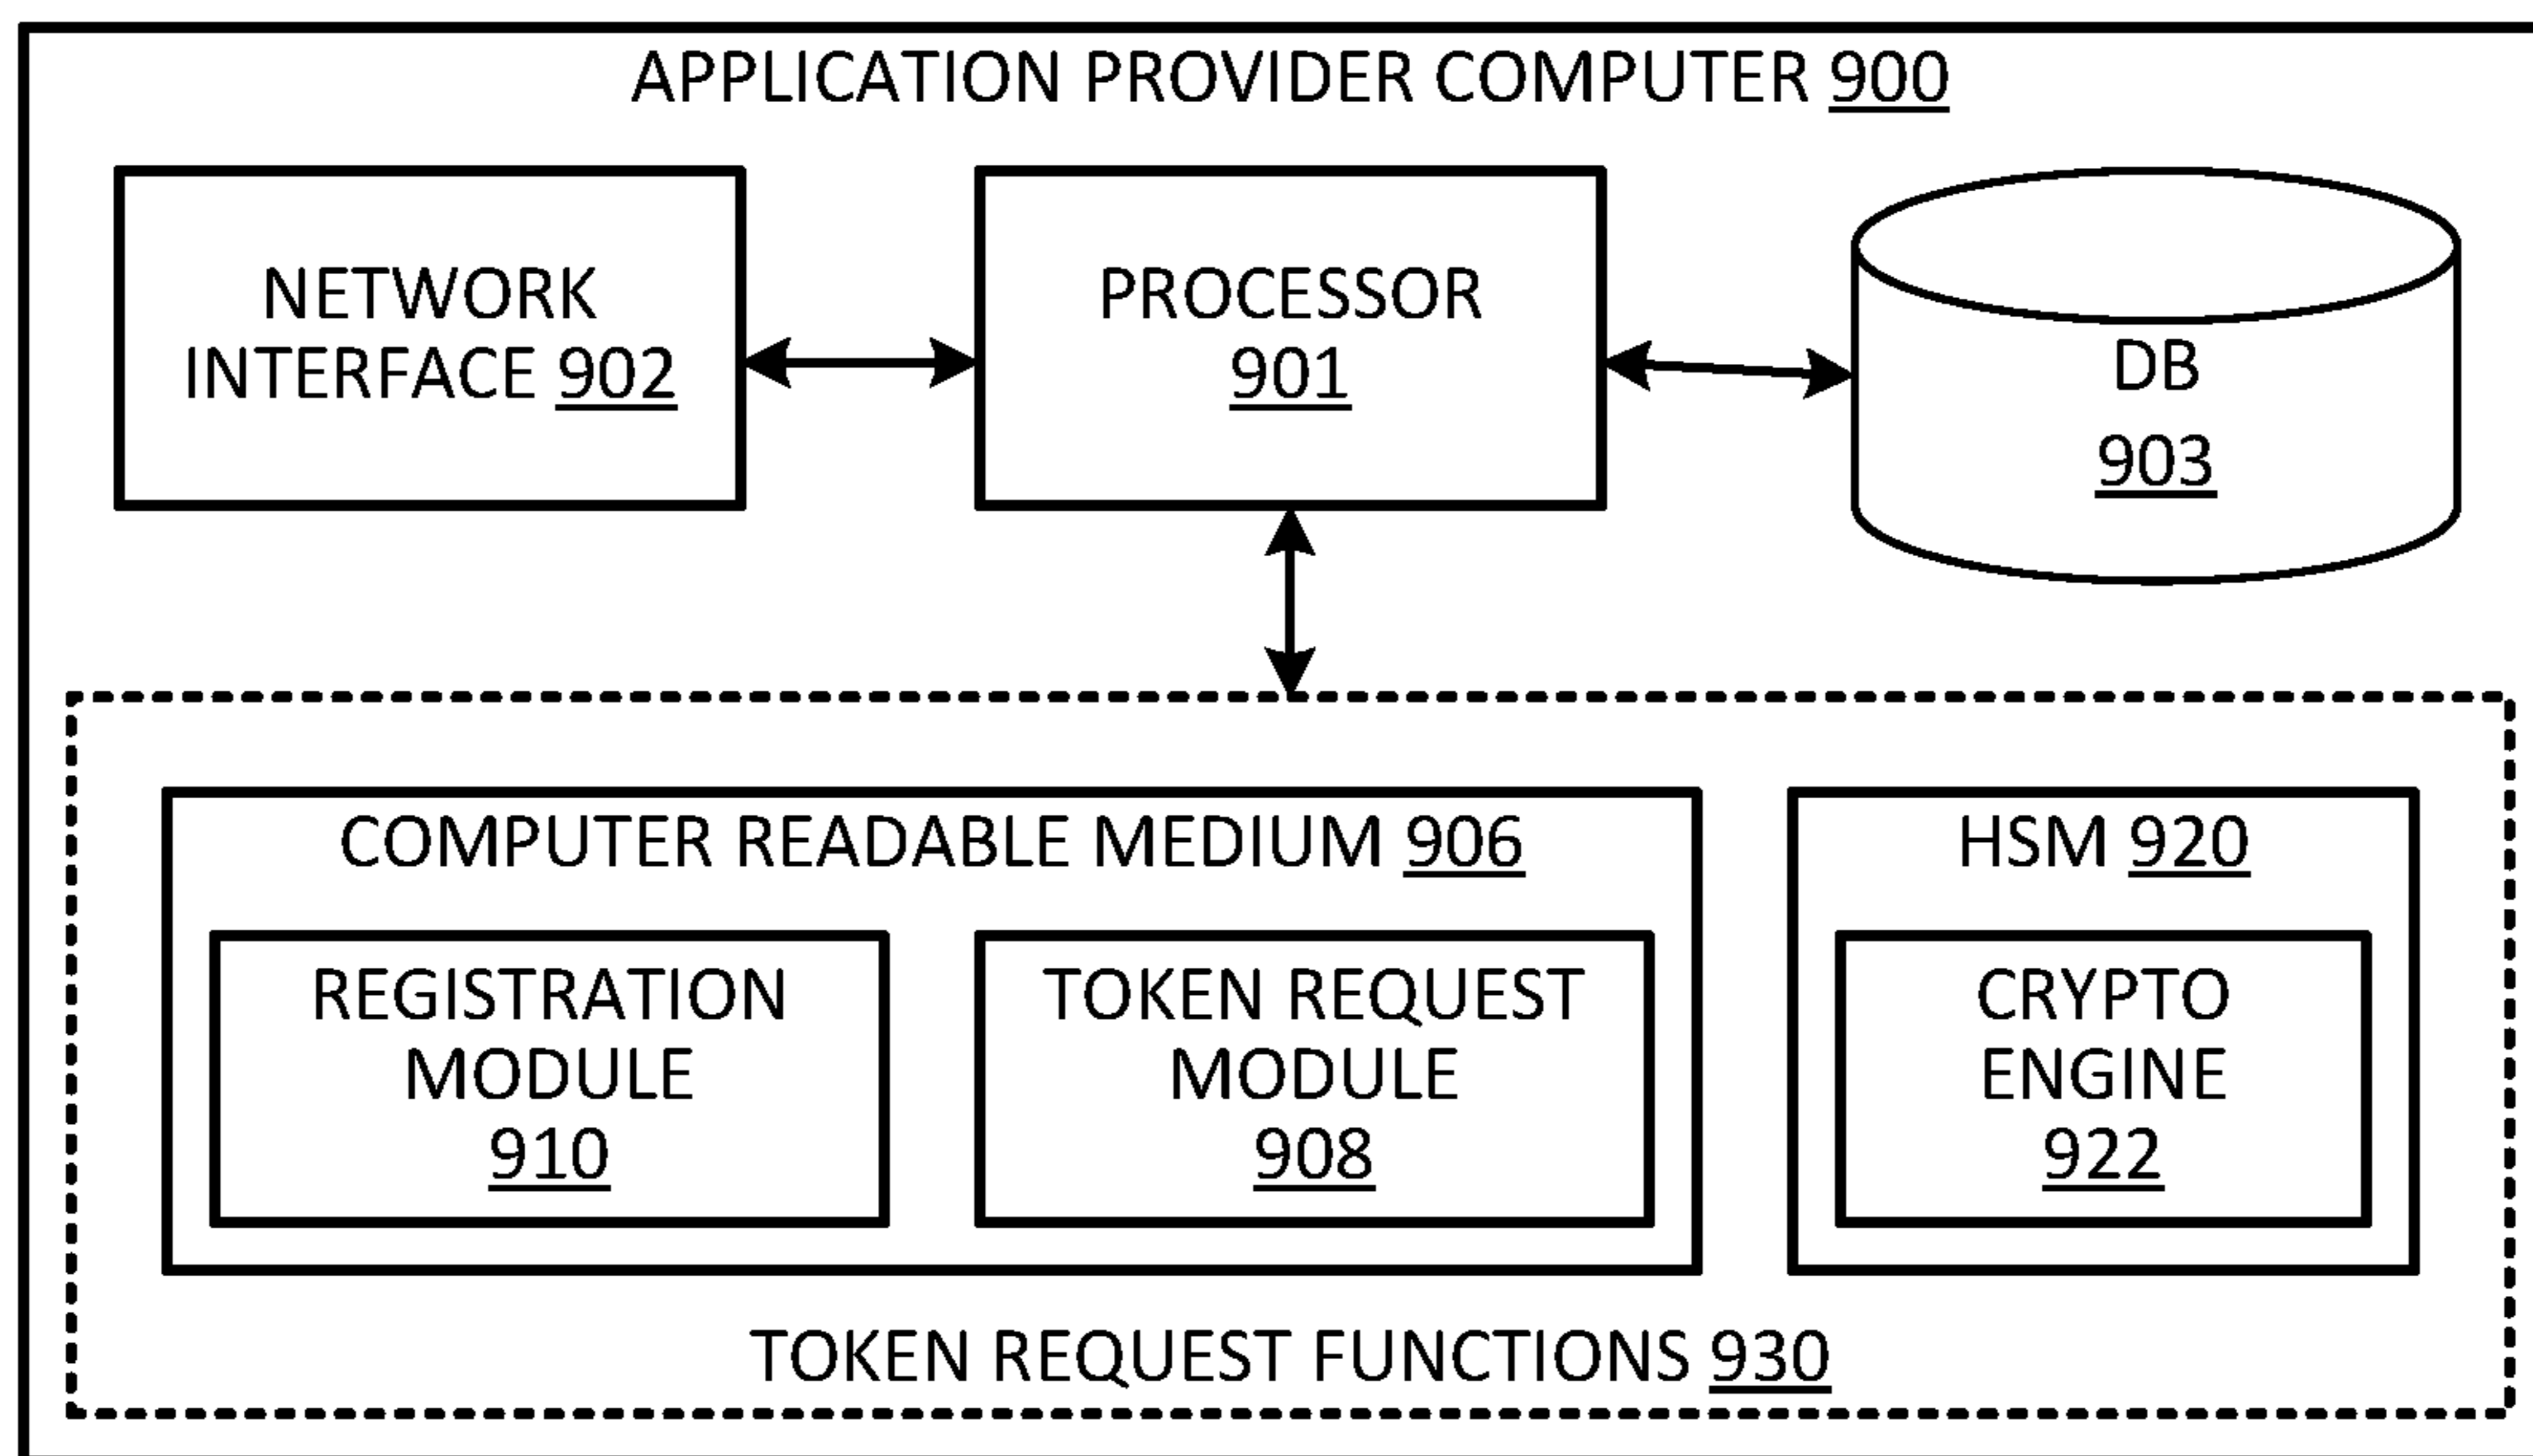 APPLICATION PROVIDER COMPUTER 900
NETWORK
INTERFACE 902
PROCESSOR
901
DB
903
COMPUTER READABLE MEDIUM 906
REGISTRATION
MODULE
910
TOKEN REQUEST
MODULE
908
HSM 920
CRYPTO
ENGINE
922
TOKEN REQUEST FUNCTIONS 930